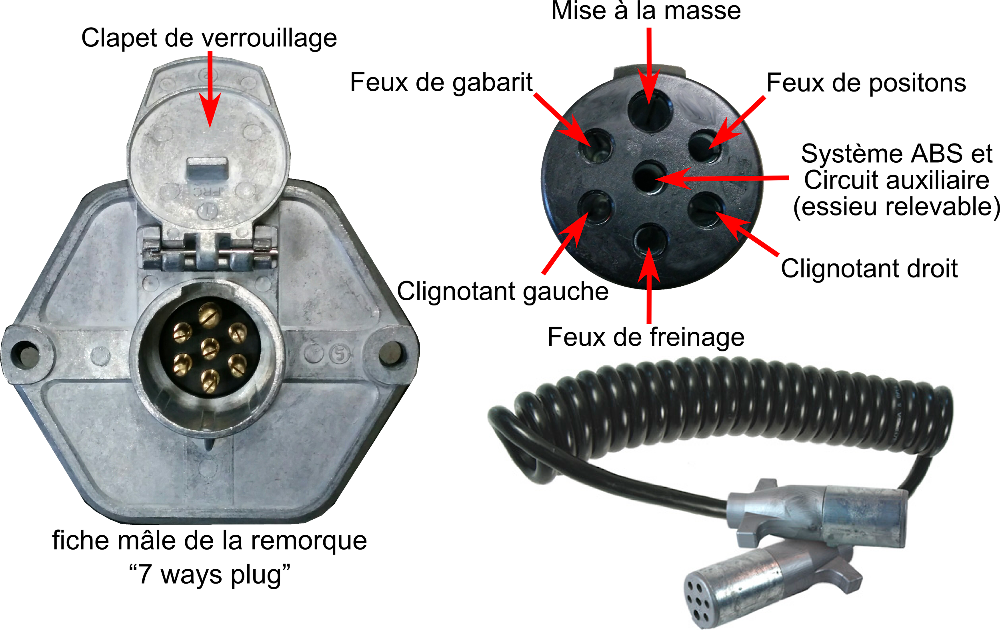 Mise à la masse
Clapet de verrouillage
Feux de gabarit
Feux de positons
Système ABS et
Circuit auxiliaire
(essieu relevable)
Clignotant droit
Clignotant gauche
Feux de freinage
5
fiche mâle de la remorque
“7 ways plug”